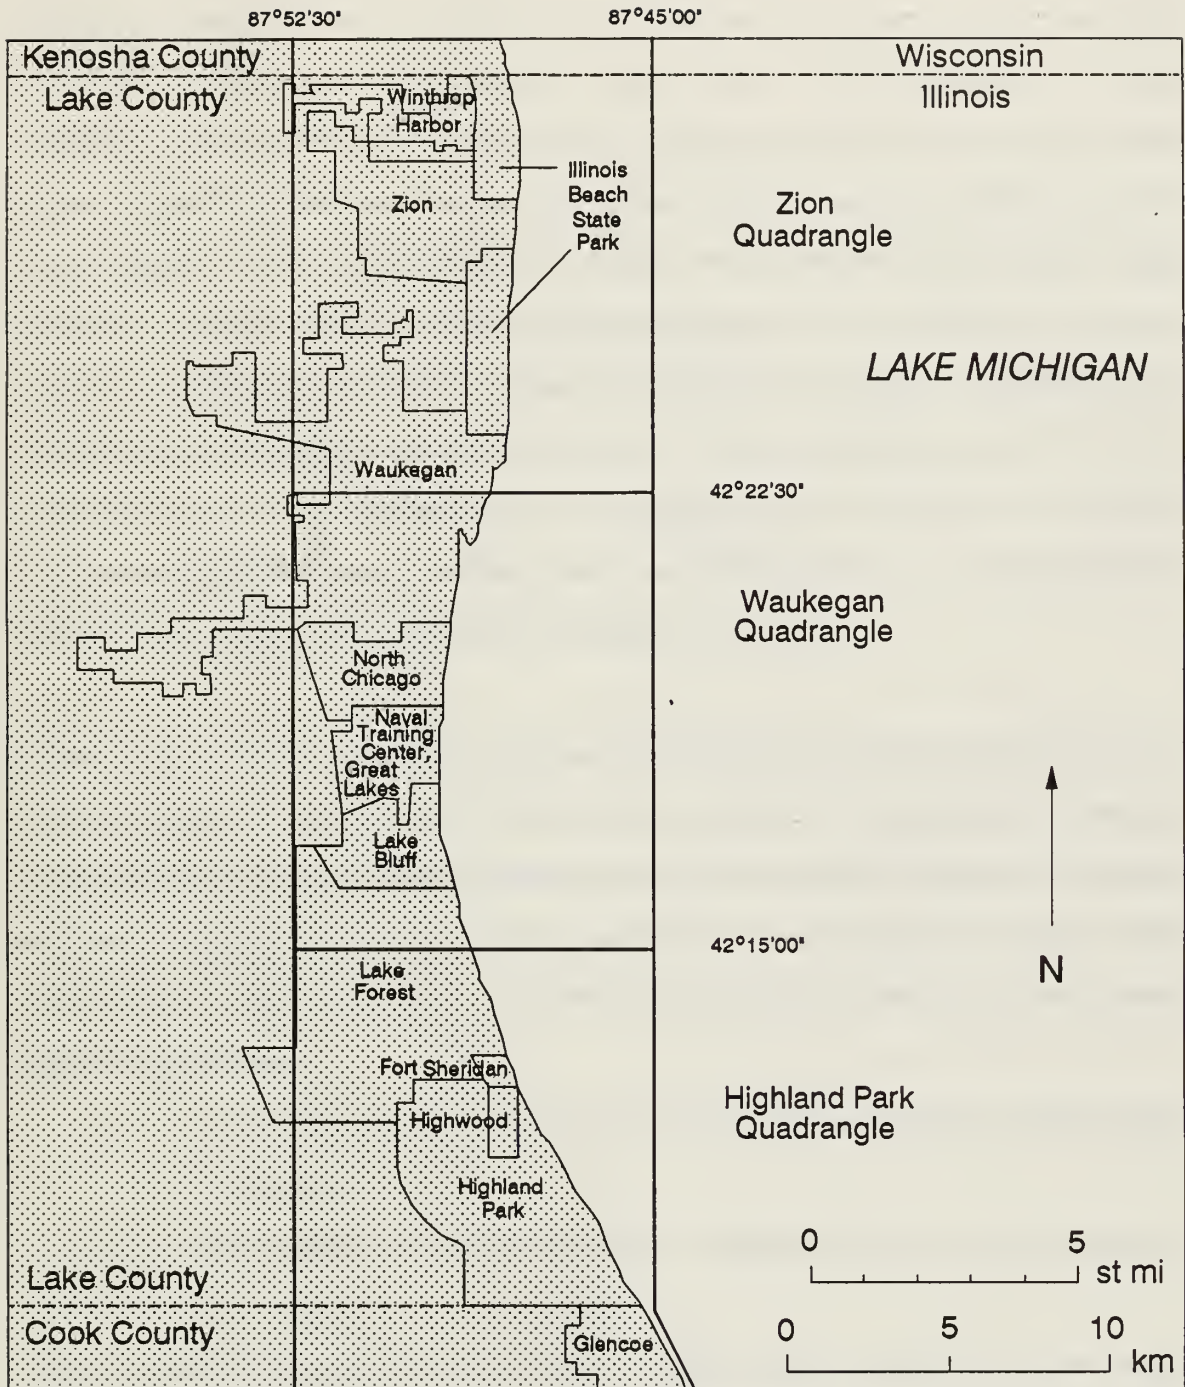 87°52'30"
87°45'00"
Kenosha County
Wisconsin
Lake County
Illinois
Winthrop
Harbor
Illinois
Beach
State
Park
Zion
Zion
Quadrangle
LAKE MICHIGAN
Waukegan
42°22'30"
Waukegan
Quadrangle
North
Chicago
Naval
Training
Center,
Great
Lakes
Lake
Bluff
42°15'00"
N
Lake
Forest
Fort Sheridan
Highwood
Highland Park
Quadrangle
Highland
Park
0 5
st mi
Lake County
Cook County
Glencoe
0 5 10
km